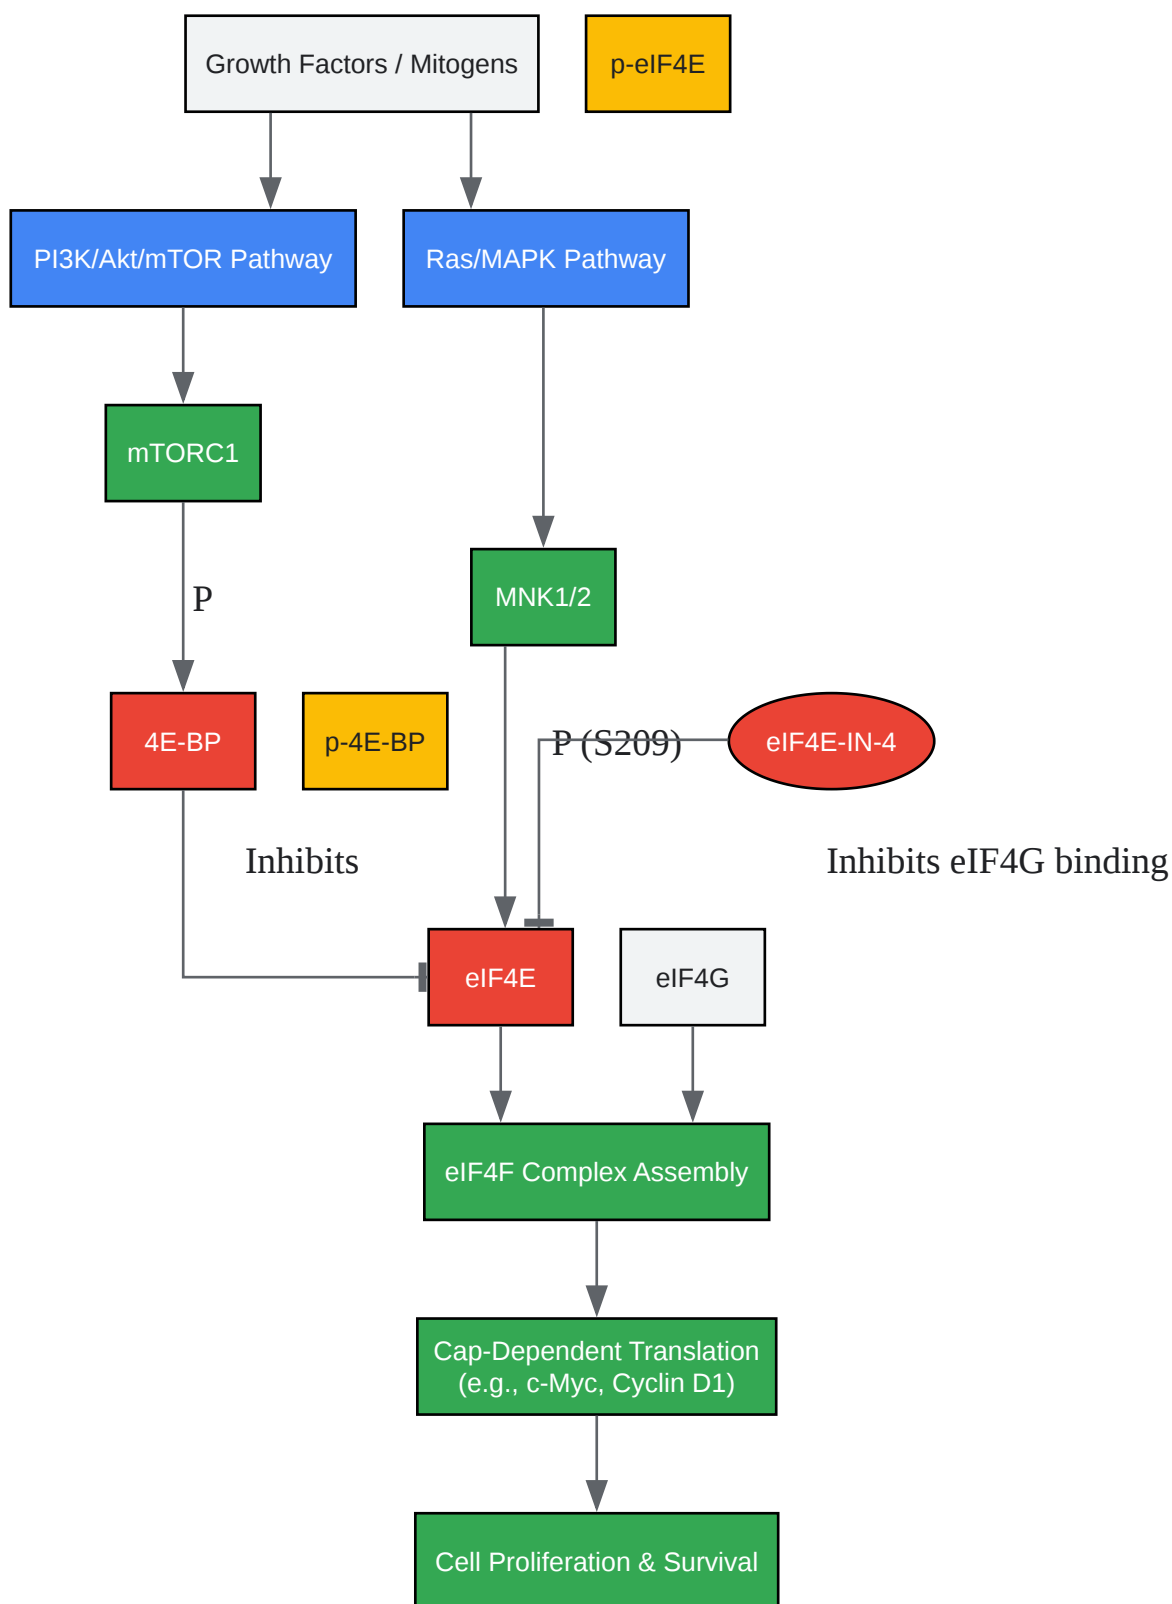 Growth Factors / Mitogens
p-eIF4E
PI3K/Akt/mTOR Pathway
Ras/MAPK Pathway
mTORC1
P
MNK1/2
4E-BP
p-4E-BP
P (S209)
eIF4E-IN-4
Inhibits
Inhibits eIF4G binding
eIF4E
eIF4G
eIF4F Complex Assembly
Cap-Dependent Translation
(e.g., c-Myc, Cyclin D1)
Cell Proliferation & Survival